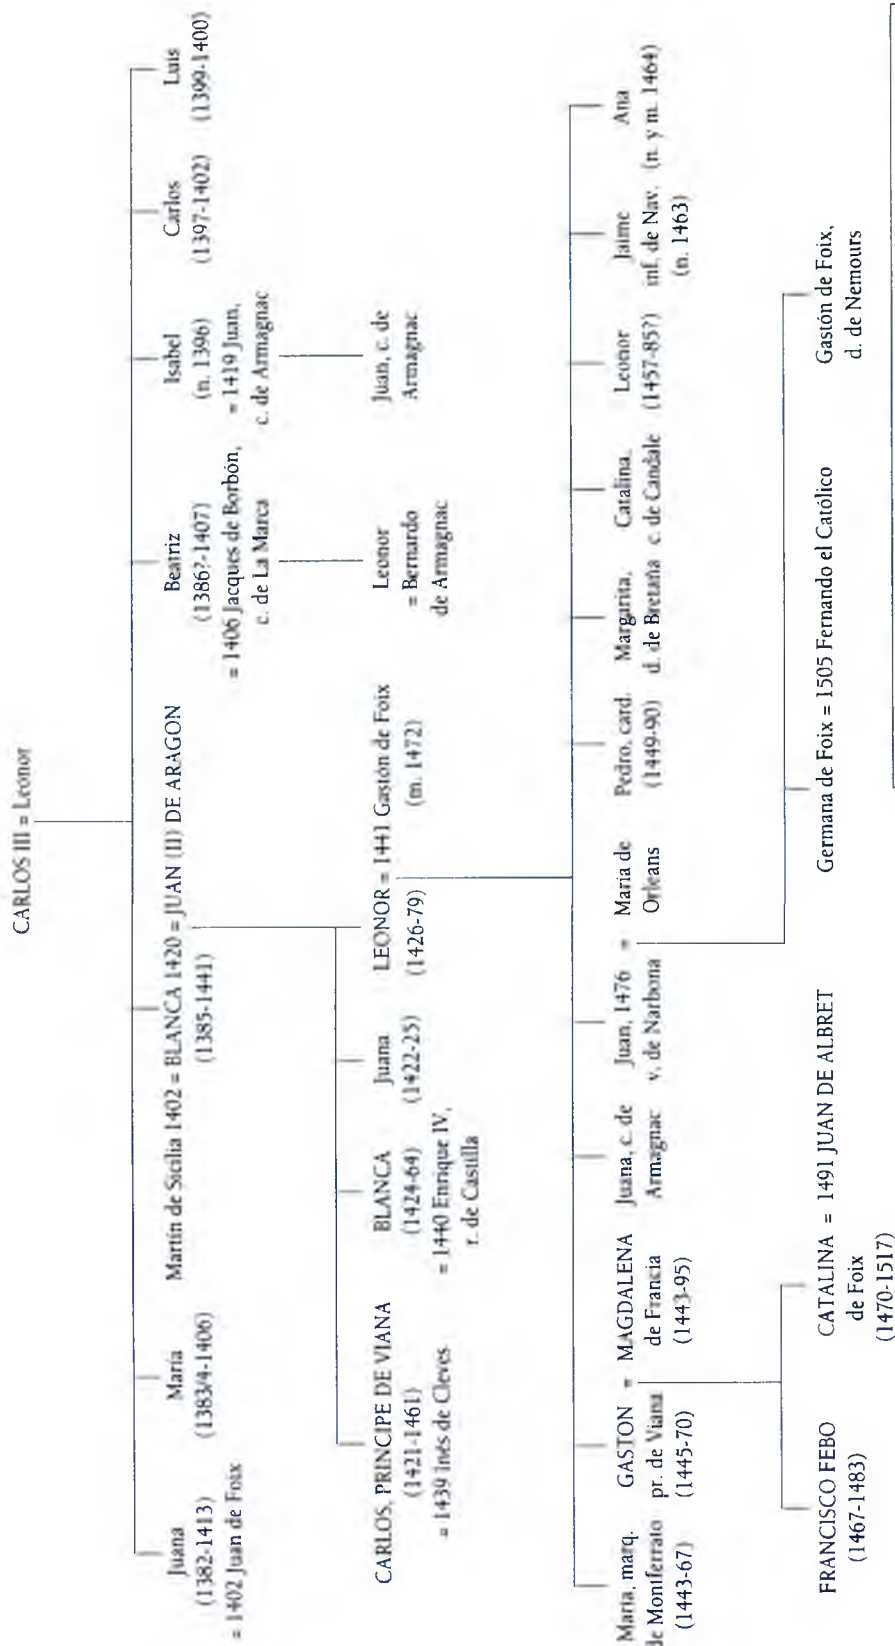 CARLOS III = Leonor
Juana
(1382-1413)
= 1402 Juan de Foix
María
(1383/4-1406)
Martín de Sicilia 1402 = BLANCA 1420 = JUAN (II) DE ARAGON
(1385-1441)
Beatriz
(1386?-1407)
= 1406 Jacques de Borbón,
c. de La Marca
Isabel
(n. 1396)
= 1419 Juan,
c. de Armagnac
Carlos
(1397-1402)
Luis
(1399-1400)
CARLOS, PRINCIPE DE VIANA
(1421-1461)
= 1439 Inés de Cleves
BLANCA
(1424-64)
= 1440 Enrique IV,
r. de Castilla
Juana
(1422-25)
LEONOR = 1441 Gastón de Foix
(1426-79)
(m. 1472)
Leonor
= Bernardo
de Armagnac
Juan, c. de
Armagnac
María, marq.
de Monferrato
(1443-67)
GASTON = MAGDALENA
pr. de Viana
(1445-70)
de Francia
(1443-95)
Juana, c. de
Armagnac
Juan, 1476 = María de
v. de Narbona
Orleans
Pedro, card.
(1449-90)
Margarita,
d. de Bretaña
Catalina,
c. de Candale
Leonor
(1457-85?)
Jaime
inf. de Nav.
(n. 1463)
Ana
(n. y m. 1464)
FRANCISCO FEBO
(1467-1483)
CATALINA = 1491 JUAN DE ALBRET
de Foix
(1470-1517)
Germana de Foix = 1505 Fernando el Católico
Gastón de Foix,
d. de Nemours